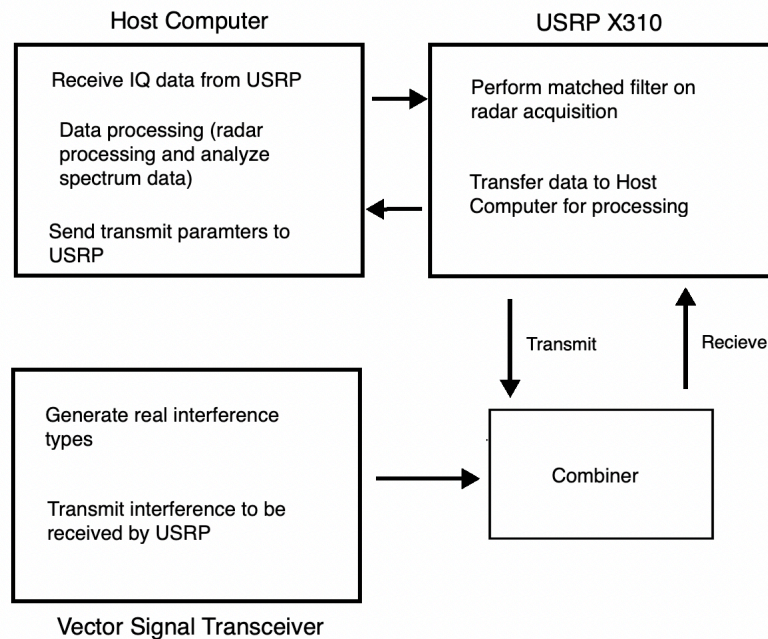 Host Computer
USRP X310
Receive IQ data from USRP
Data processing (radar
processing and analyze
spectrum data)
Send transmit paramters to
USRP
Perform matched filter on
radar acquisition
Transfer data to Host
Computer for processing
Transmit
Recieve
Generate real interference
types
Transmit interference to be
received by USRP
Combiner
Vector Signal Transceiver